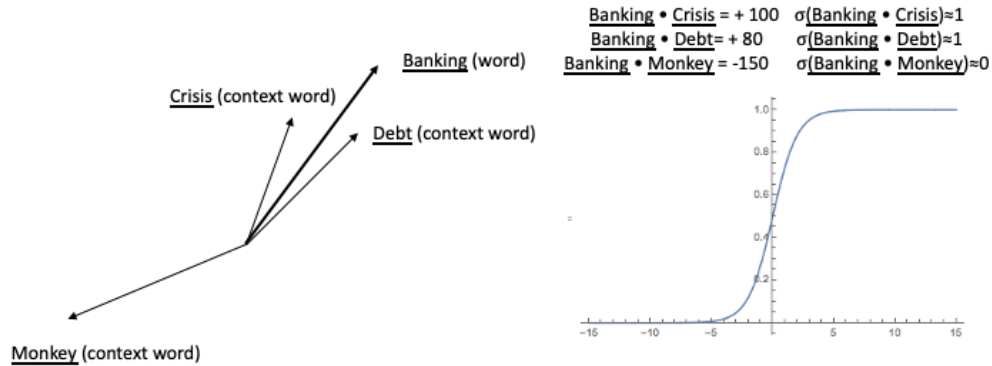 Banking • Crisis = + 100 σ(Banking • Crisis)≈1
Banking • Debt= + 80 σ(Banking • Debt)≈1
Banking • Monkey = -150 σ(Banking • Monkey)≈0
Banking (word)
Crisis (context word)
Debt (context word)
Monkey (context word)
1.0
0.8
0.6
0.4
0.2
-15 -10 -5 5 10 15